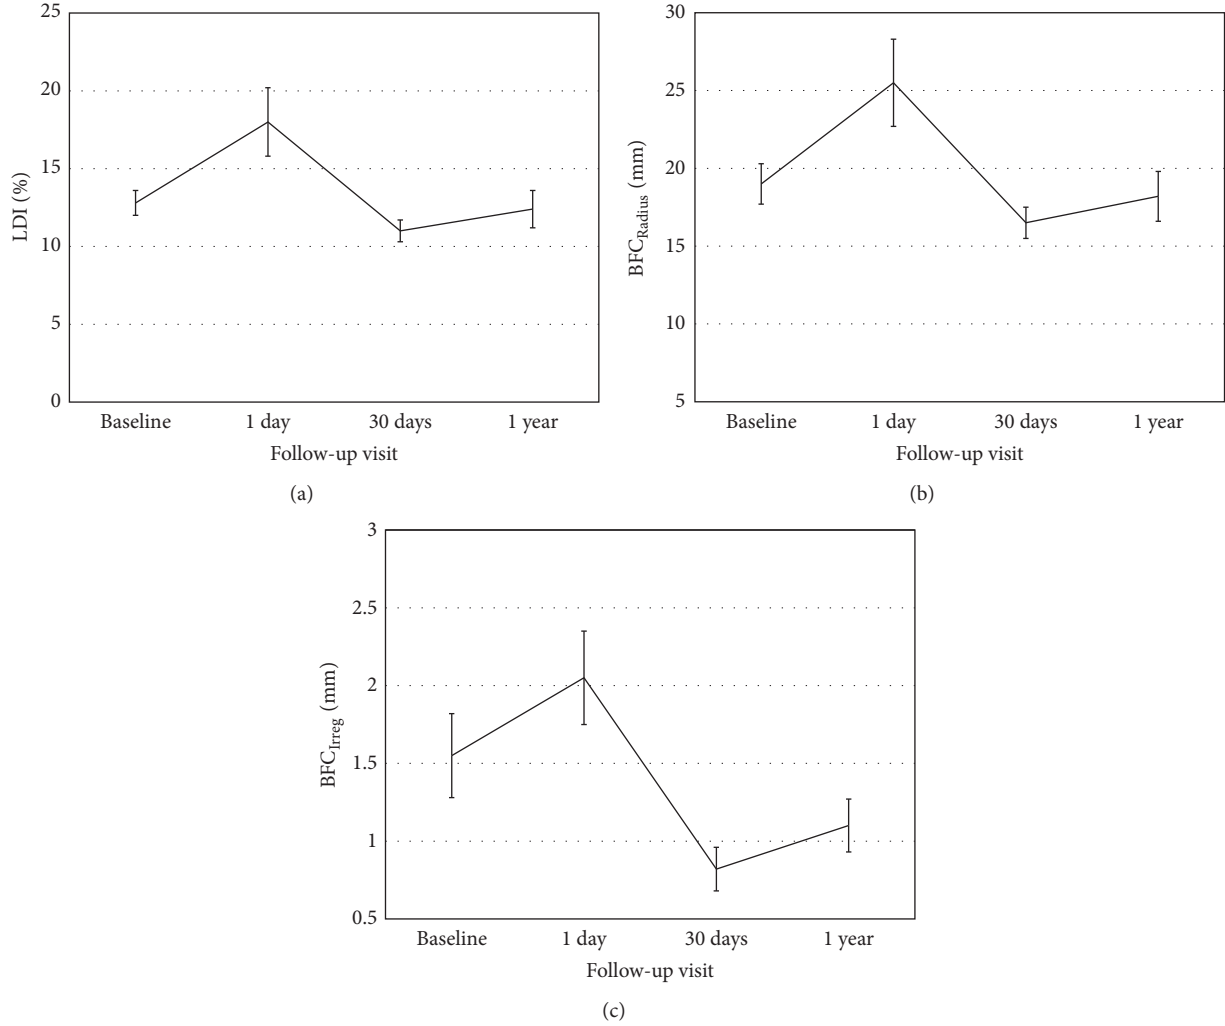 25
20
15
10
5
0
LDI (%)
Baseline 1 day 30 days 1 year
Follow-up visit
(a)
30
25
20
15
10
5
BFCRadius (mm)
Baseline 1 day 30 days 1 year
Follow-up visit
(b)
3
2.5
2
1.5
1
0.5
BFCIrreg (mm)
Baseline 1 day 30 days 1 year
Follow-up visit
(c)